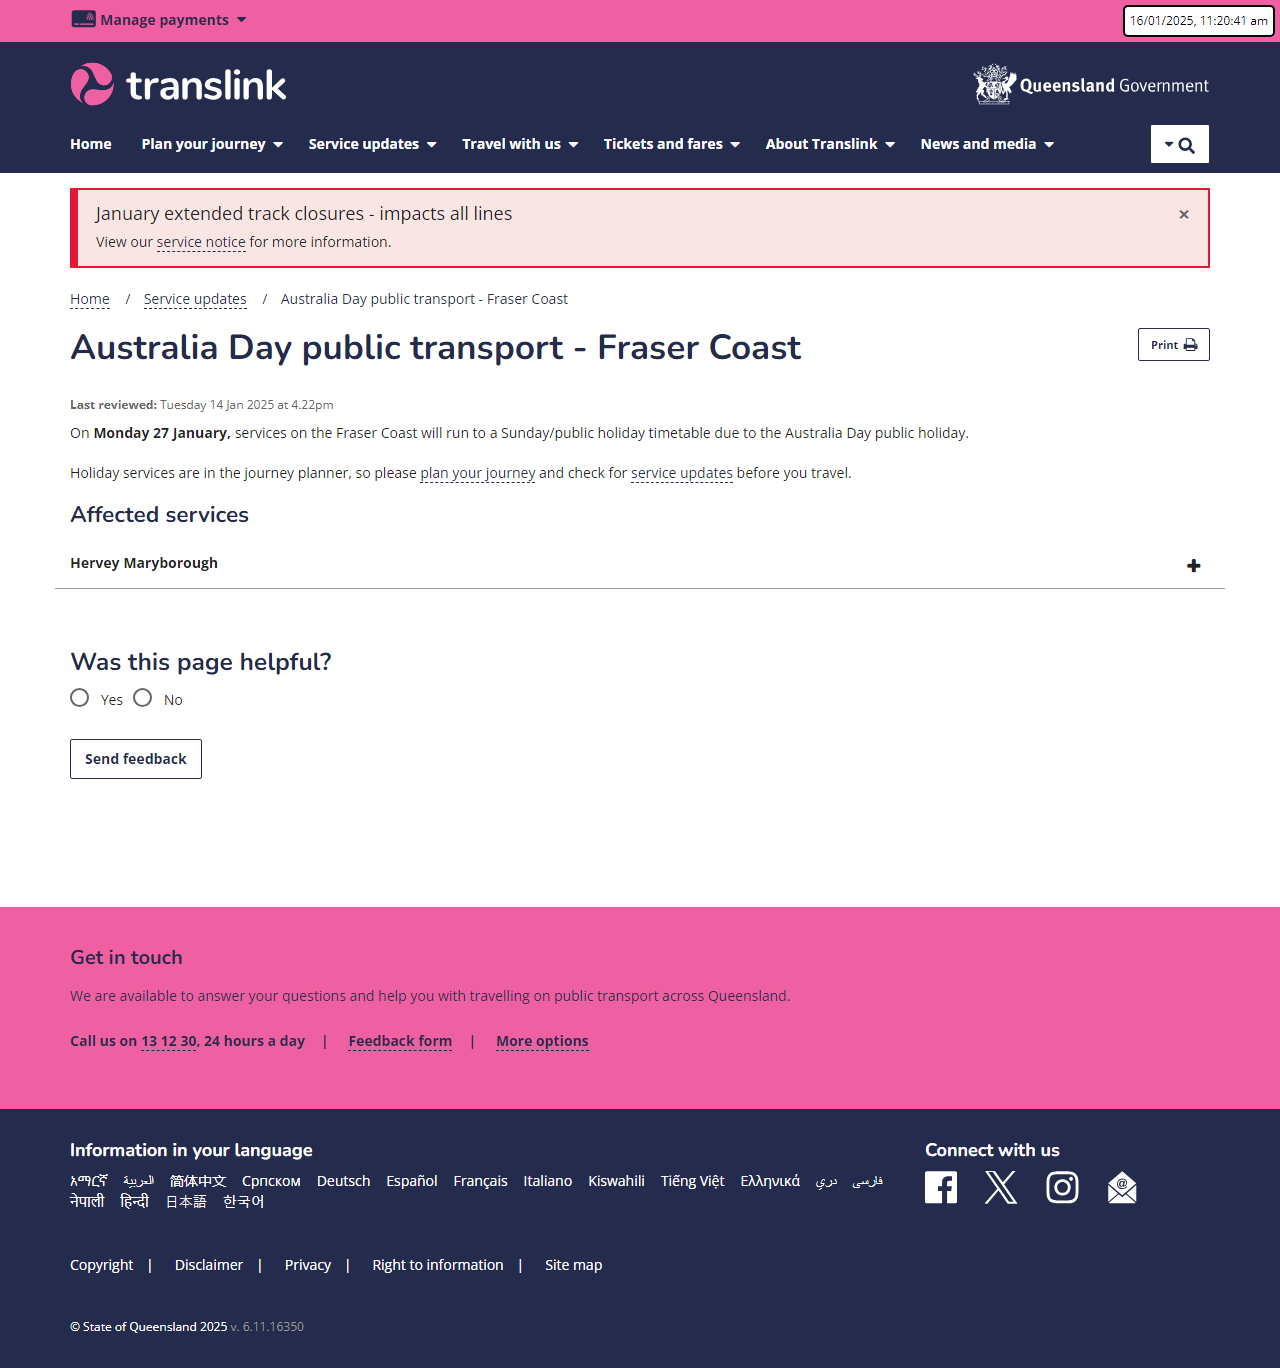 Manage payments
16/01/2025, 11:20:41 am
translink
Queensland Government
Home Plan your journey Service updates Travel with us Tickets and fares About Translink News and media
January extended track closures - impacts all lines
×
View our service notice for more information.
Home / Service updates / Australia Day public transport - Fraser Coast
Australia Day public transport - Fraser Coast
Print
Last reviewed: Tuesday 14 Jan 2025 at 4.22pm
On Monday 27 January, services on the Fraser Coast will run to a Sunday/public holiday timetable due to the Australia Day public holiday.
Holiday services are in the journey planner, so please plan your journey and check for service updates before you travel.
Affected services
Hervey Maryborough
Was this page helpful?
Yes No
Send feedback
Get in touch
We are available to answer your questions and help you with travelling on public transport across Queensland.
Call us on 13 12 30, 24 hours a day | Feedback form | More options
Information in your language
Connect with us
አማርኛ العربية 简体中文 Српском Deutsch Español Français Italiano Kiswahili Tiếng Việt Ελληνικά دري فارسی
नेपाली हिन्दी 日本語 한국어
Copyright | Disclaimer | Privacy | Right to information | Site map
© State of Queensland 2025 v. 6.11.16350